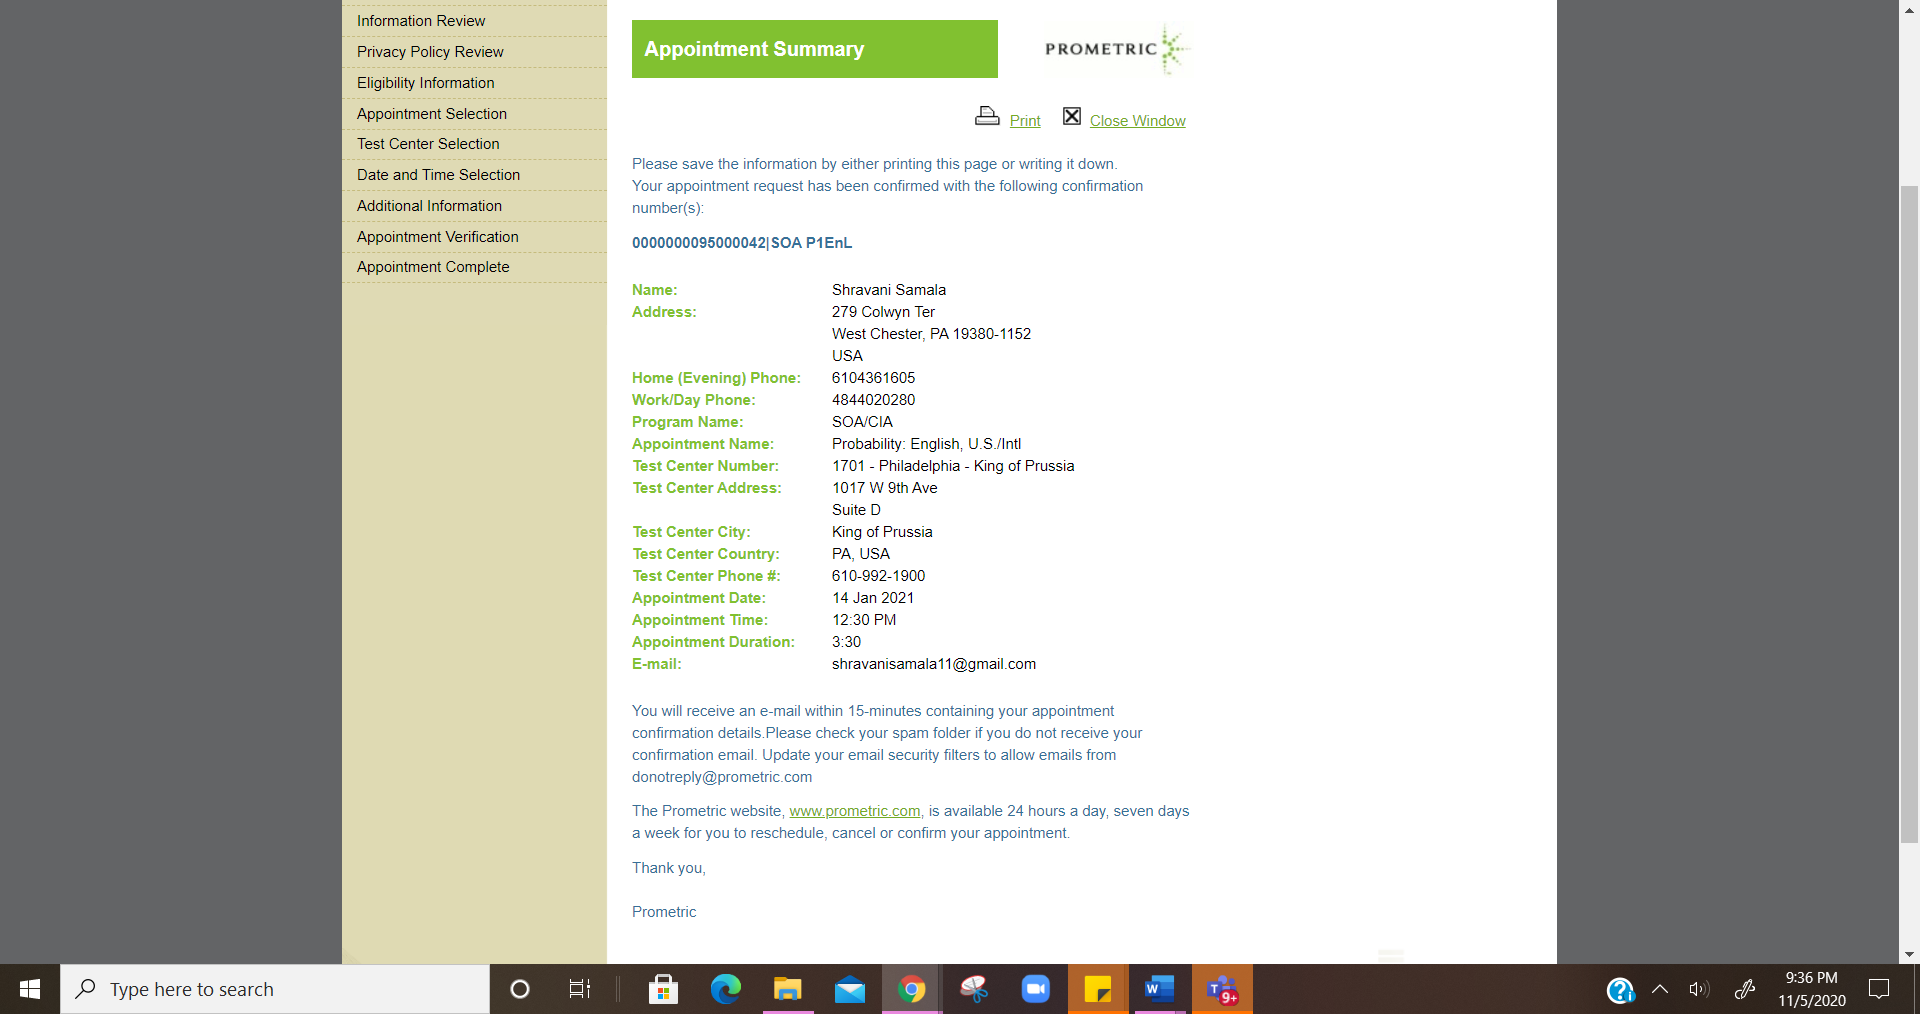 Information Review
Privacy Policy Review
Eligibility Information
Appointment Selection
Test Center Selection
Date and Time Selection
Additional Information
Appointment Verification
Appointment Complete
Appointment Summary
PROMETRIC
Print
Close Window
Please save the information by either printing this page or writing it down.
Your appointment request has been confirmed with the following confirmation
number(s):
0000000095000042|SOA P1EnL
Name: Shravani Samala
Address: 279 Colwyn Ter
West Chester, PA 19380-1152
USA
Home (Evening) Phone: 6104361605
Work/Day Phone: 4844020280
Program Name: SOA/CIA
Appointment Name: Probability: English, U.S./Intl
Test Center Number: 1701 - Philadelphia - King of Prussia
Test Center Address: 1017 W 9th Ave
Suite D
Test Center City: King of Prussia
Test Center Country: PA, USA
Test Center Phone #: 610-992-1900
Appointment Date: 14 Jan 2021
Appointment Time: 12:30 PM
Appointment Duration: 3:30
E-mail: shravanisamala11@gmail.com
You will receive an e-mail within 15-minutes containing your appointment
confirmation details.Please check your spam folder if you do not receive your
confirmation email. Update your email security filters to allow emails from
donotreply@prometric.com
The Prometric website, www.prometric.com, is available 24 hours a day, seven days
a week for you to reschedule, cancel or confirm your appointment.
Thank you,
Prometric
Type here to search
W
T
9+
9:36 PM
11/5/2020